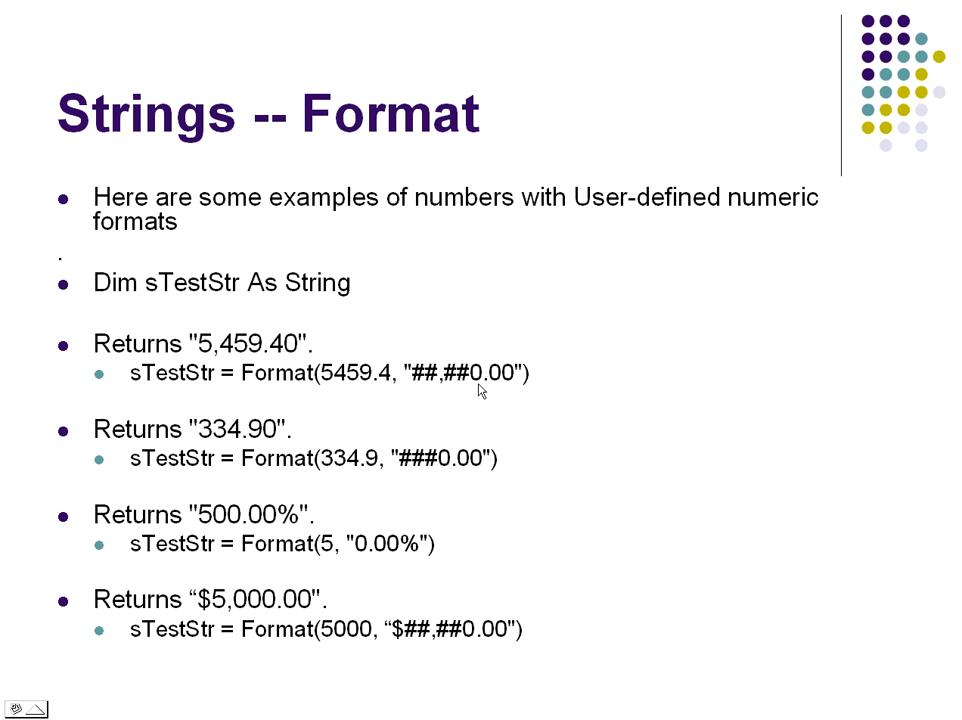 Strings -- Format
Here are some examples of numbers with User-defined numeric
formats
.
Dim sTestStr As String
Returns "5,459.40".
sTestStr = Format(5459.4, "##,##0.00")
Returns "334.90".
sTestStr = Format(334.9, "###0.00")
Returns "500.00%".
sTestStr = Format(5, "0.00%")
Returns “$5,000.00".
sTestStr = Format(5000, “$##,##0.00")